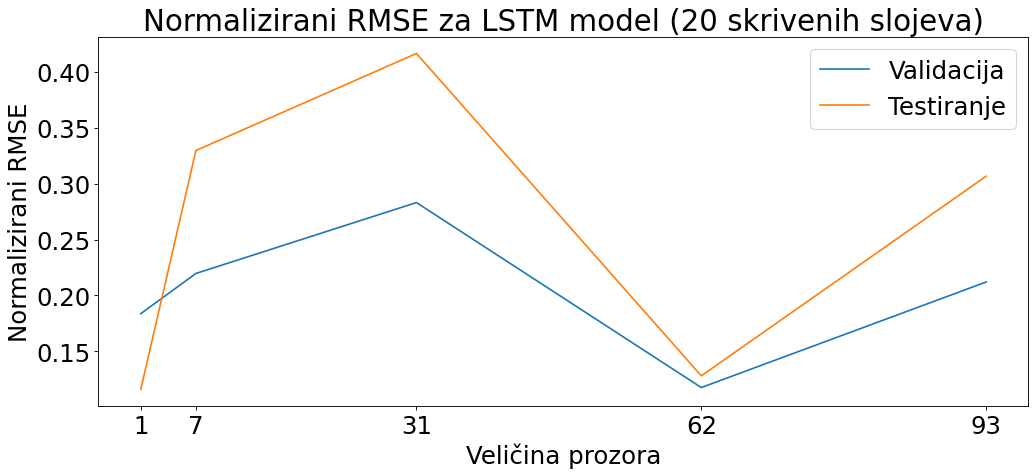 Normalizirani RMSE za LSTM model (20 skrivenih slojeva)
Normalizirani RMSE
0.40
0.35
0.30
0.25
0.20
0.15
Validacija
Testiranje
1 7 31 62 93
Veličina prozora